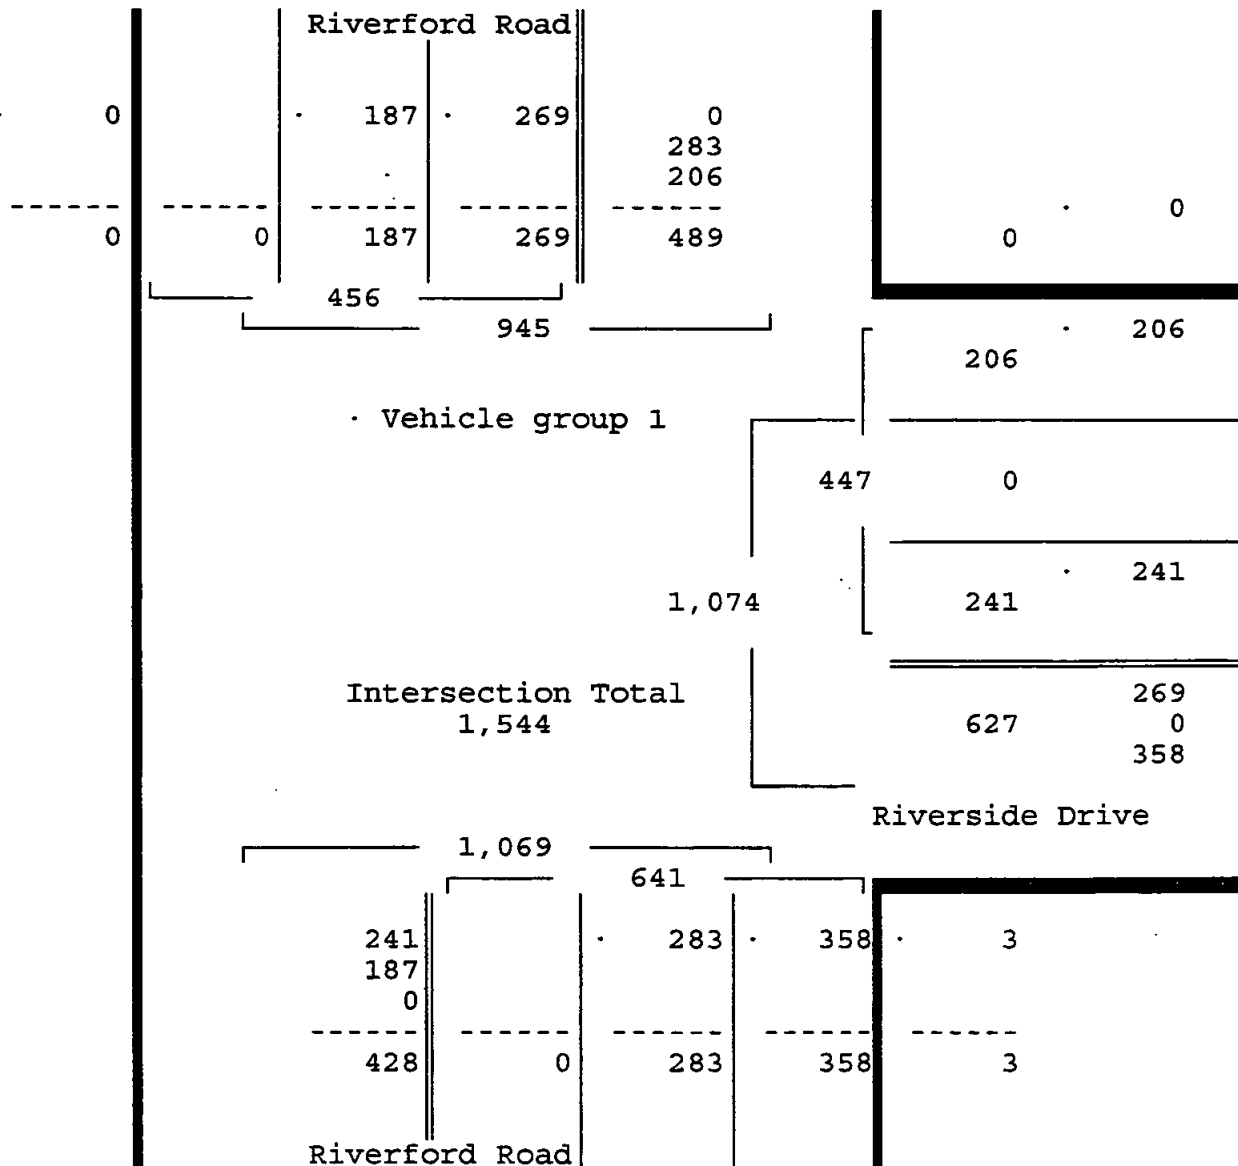 Riverford Road
0 187 269 0
283
206
------ ------ ------ ------ ------ 0
0 0 187 269 489 0
456
945 206
206
Vehicle group 1
447 0
241
1,074 241
Intersection Total 269
1,544 627 0
358
Riverside Drive
1,069
641
241 283 358 3
187
0
------ ------ ------ ------ ------
428 0 283 358 3
Riverford Road